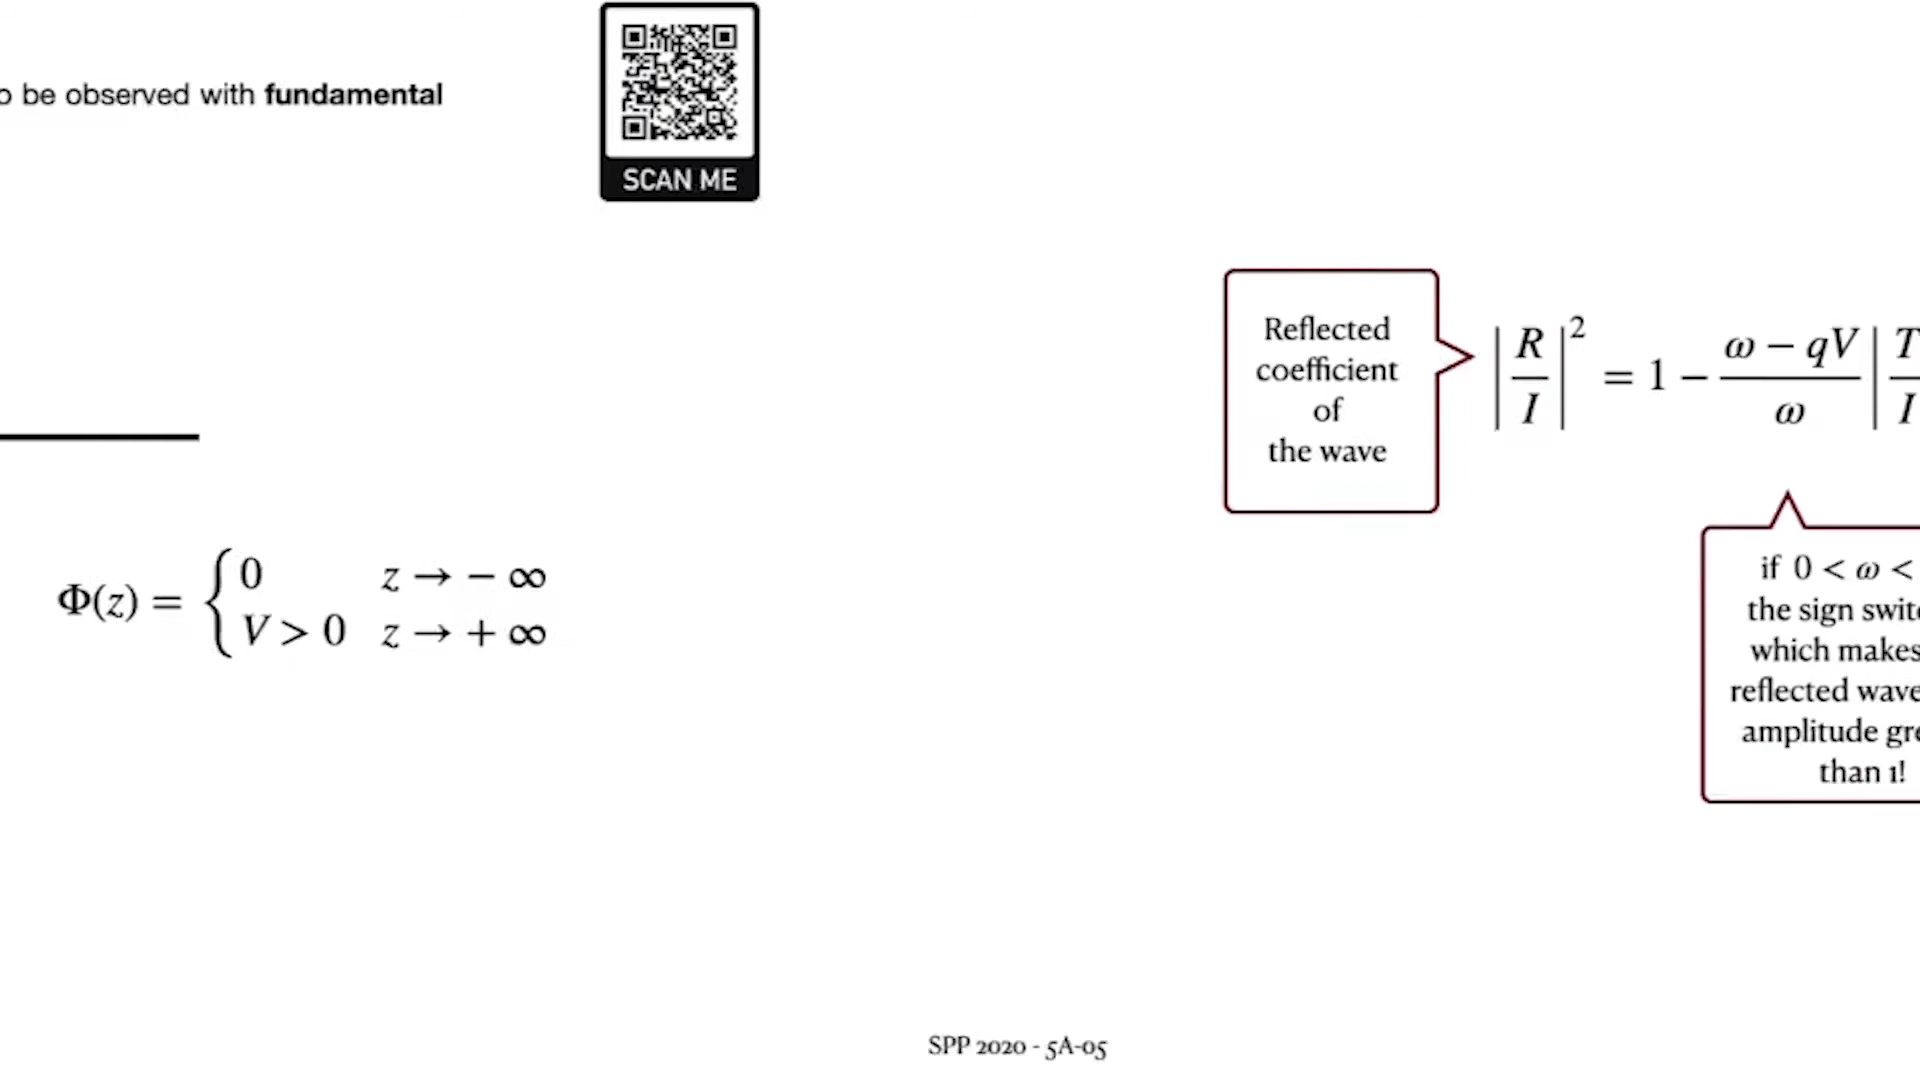 o be observed with fundamental
SCAN ME
Φ(z) = { 0 z → − ∞
V > 0 z → + ∞
Reflected
coefficient
of
the wave
|R/I|² = 1 − (ω − qV)/ω |T/I
if 0 < ω <
the sign swit
which makes
reflected wave
amplitude gre
than 1!
SPP 2020 - 5A-05